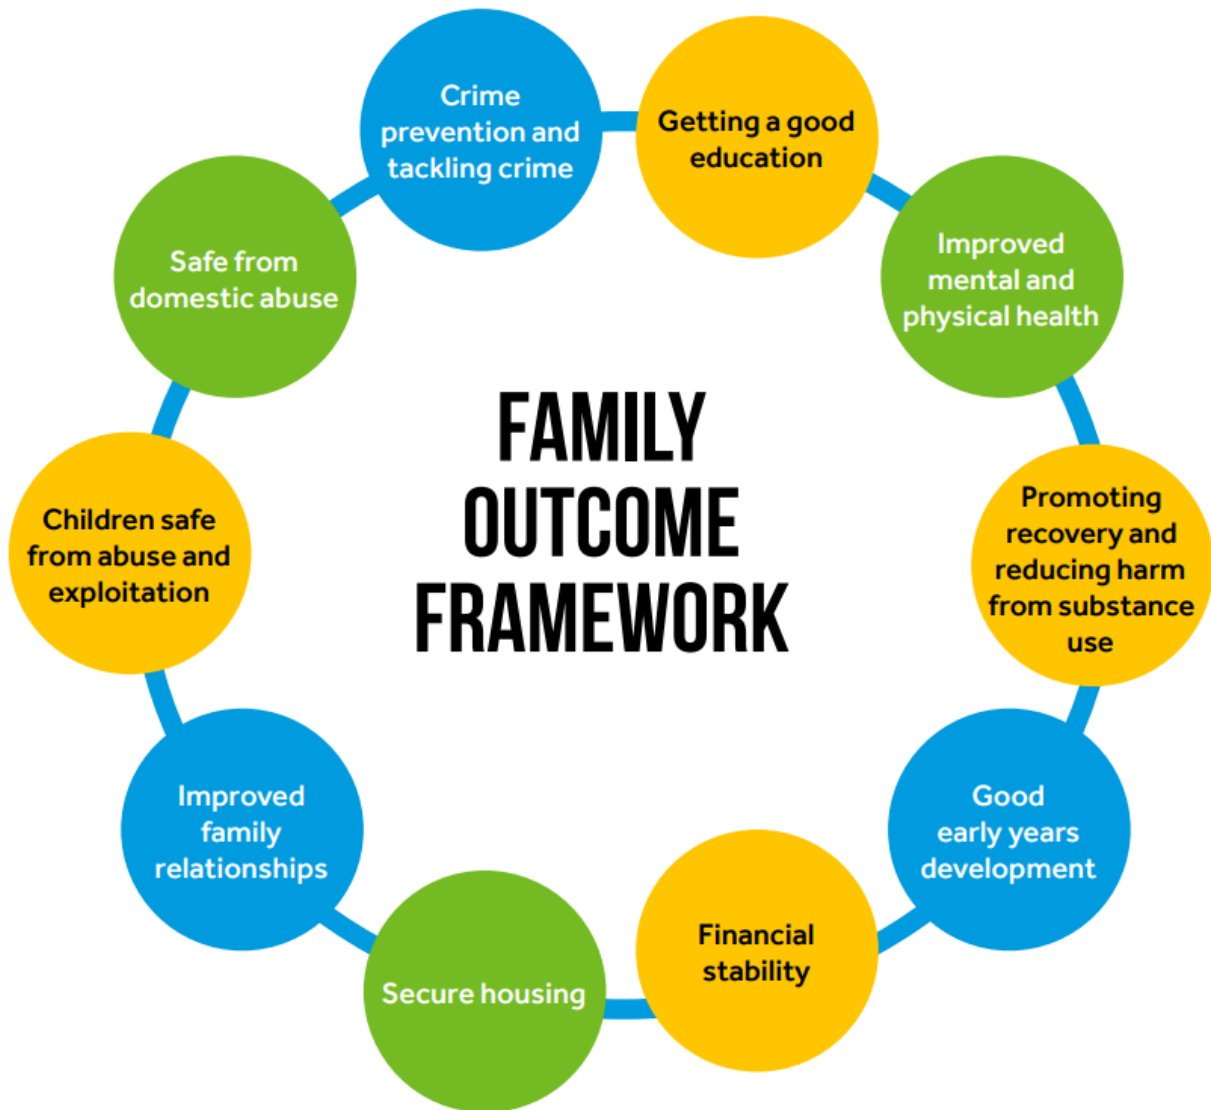 Crime
prevention and
tackling crime
Getting a good
education
Improved
mental and
physical health
Promoting
recovery and
reducing harm
from substance
use
Good
early years
development
Financial
stability
Secure housing
Improved
family
relationships
Children safe
from abuse and
exploitation
Safe from
domestic abuse
FAMILY
OUTCOME
FRAMEWORK